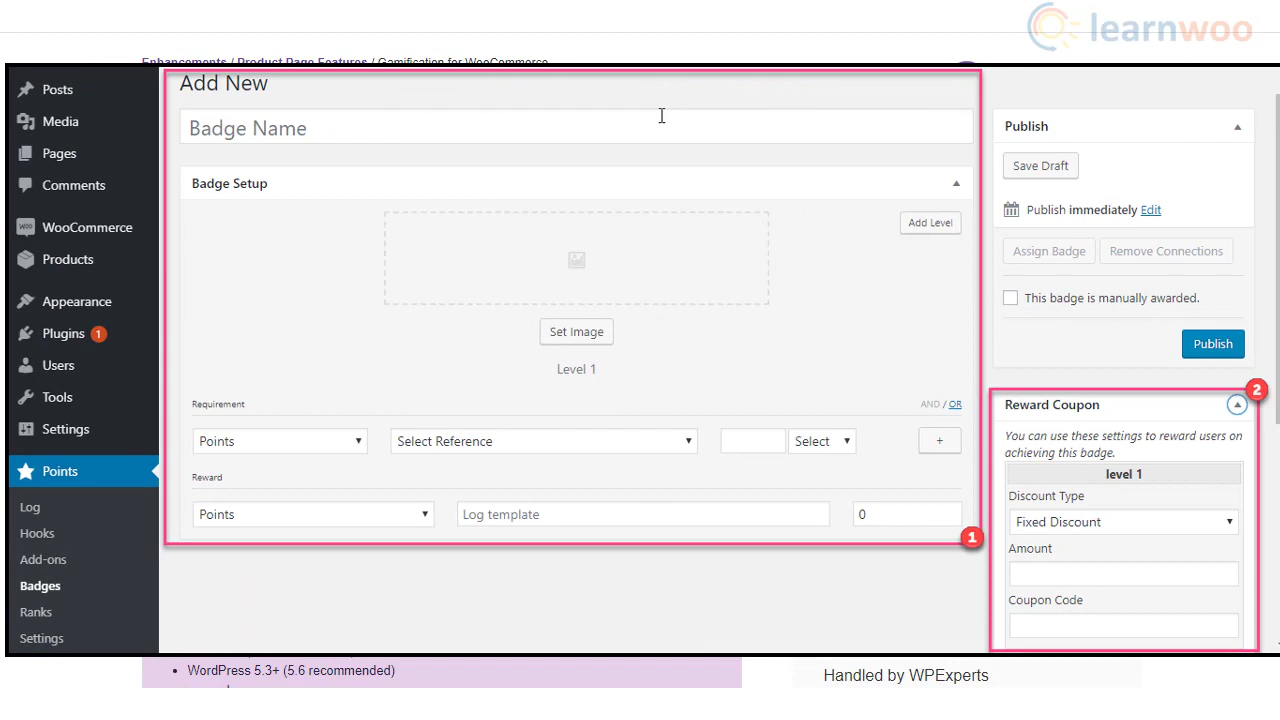 learnwoo
Enhancements / Product Page Features / Gamification for WooCommerce
Posts
Media
Pages
Comments
WooCommerce
Products
Appearance
Plugins 1
Users
Tools
Settings
Points
Log
Hooks
Add-ons
Badges
Ranks
Settings
Add New
Badge Name
Badge Setup
Add Level
Set Image
Level 1
Requirement
AND / OR
Points
Select Reference
Select
+
Reward
Points
Log template
0
1
Publish
Save Draft
Publish immediately Edit
Assign Badge
Remove Connections
This badge is manually awarded.
Publish
2
Reward Coupon
You can use these settings to reward users on
achieving this badge.
level 1
Discount Type
Fixed Discount
Amount
Coupon Code
• WordPress 5.3+ (5.6 recommended)
Handled by WPExperts